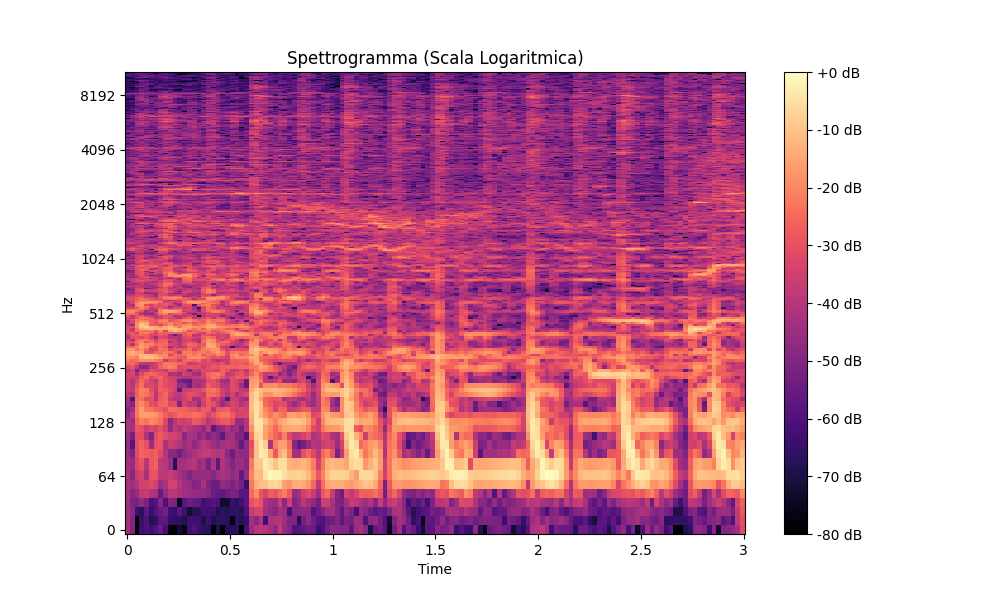 Spettrogramma (Scala Logaritmica)
8192
4096
2048
1024
512
256
128
64
0
Hz
0
0.5
1
1.5
2
2.5
3
Time
+0 dB
-10 dB
-20 dB
-30 dB
-40 dB
-50 dB
-60 dB
-70 dB
-80 dB